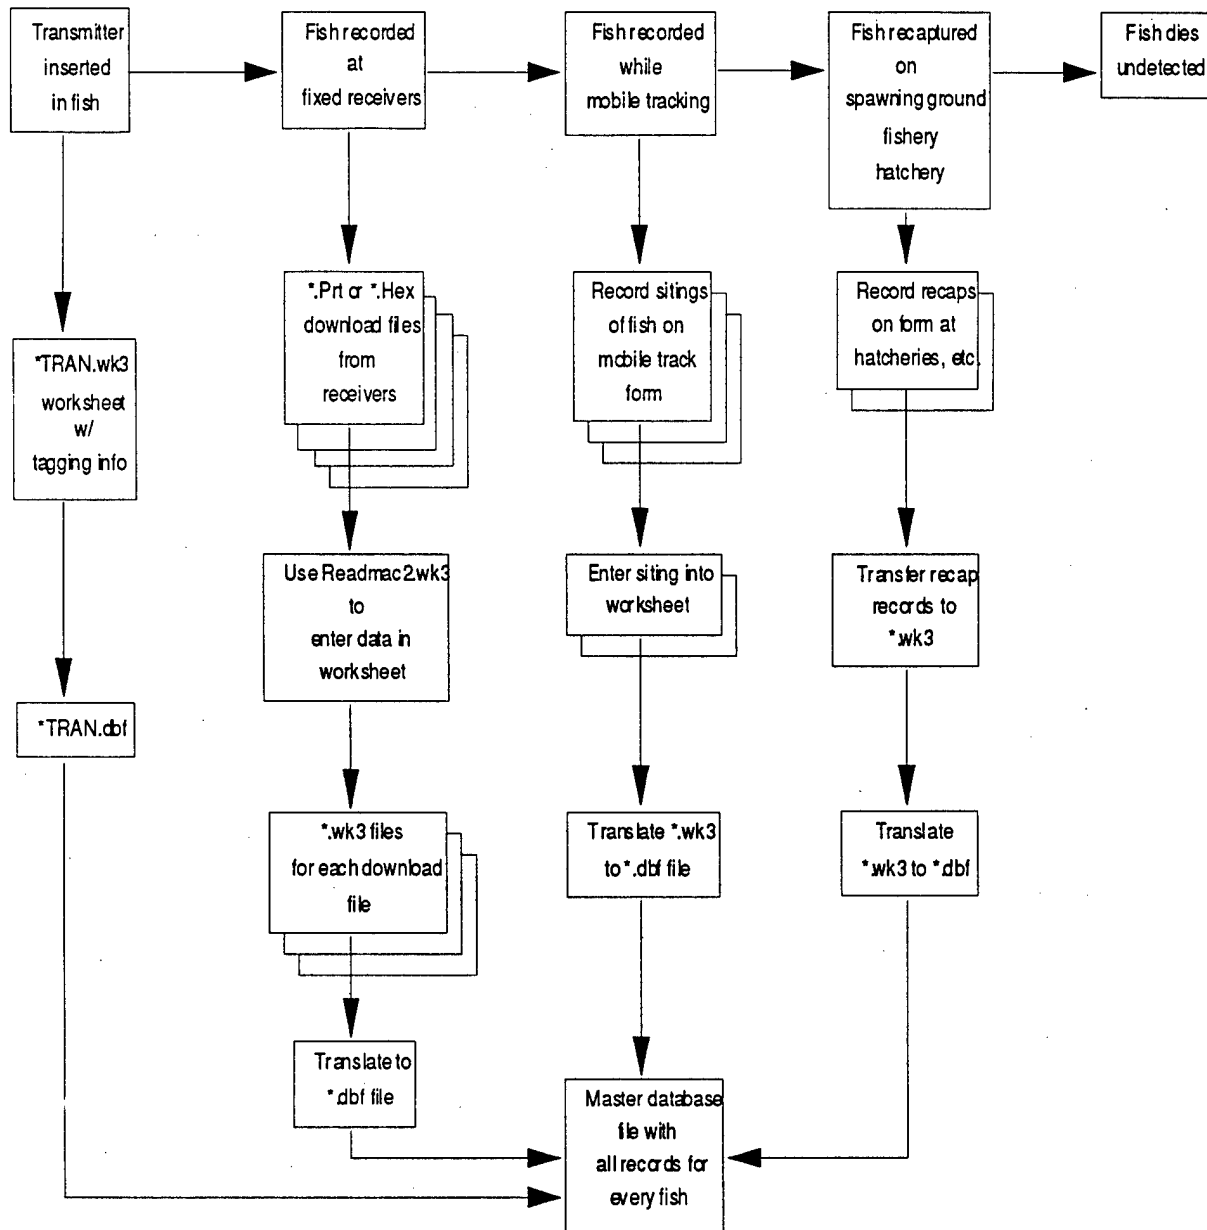 Transmitter
inserted
in fish
Fish recorded
at
fixed receivers
Fish recorded
while
mobile tracking
Fish recaptured
on
spawning ground
fishery
hatchery
Fish dies
undetected
*TRAN.wk3
worksheet
w/
tagging info
*.Prt or *.Hex
download files
from
receivers
Record sitings
of fish on
mobile track
form
Record recaps
on form at
hatcheries, etc.
Use Readmac2.wk3
to
enter data in
worksheet
Enter siting into
worksheet
Transfer recap
records to
*.wk3
*TRAN.dbf
*.wk3 files
for each download
file
Translate *.wk3
to *.dbf file
Translate
*.wk3 to *.dbf
Translate to
*.dbf file
Master database
file with
all records for
every fish